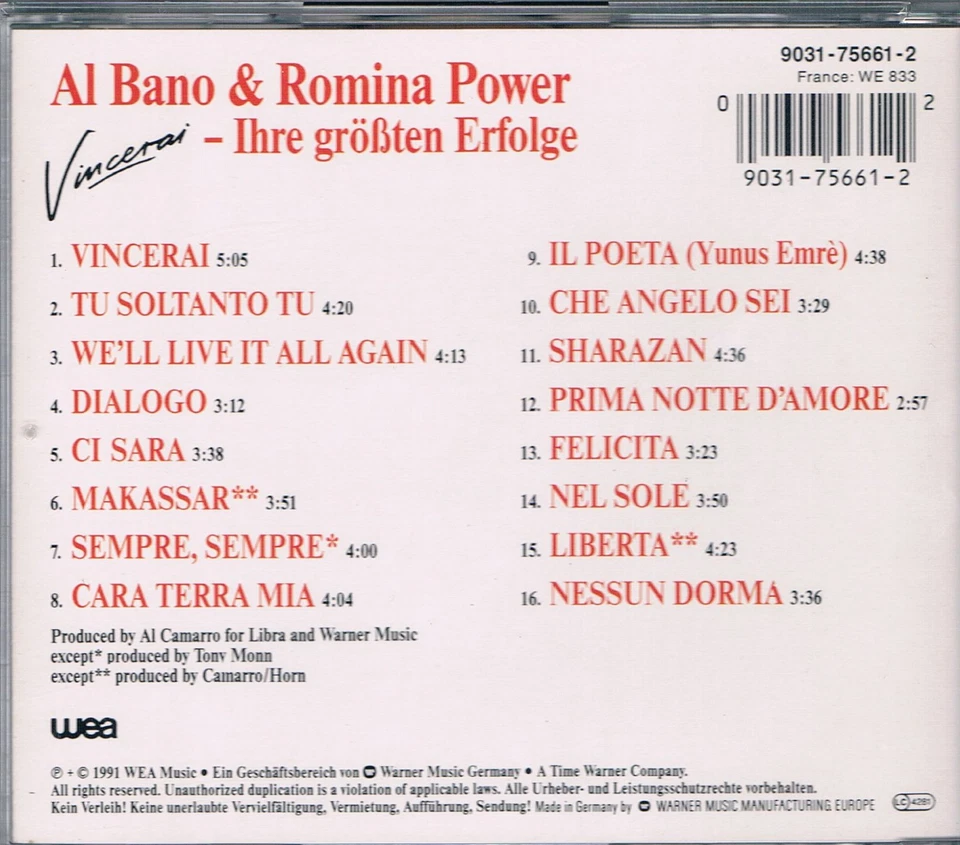 9031-75661-2
France: WE 833
0 2
9031-75661-2
Al Bano & Romina Power
Vincerai – Ihre größten Erfolge
1. VINCERAI 5:05
2. TU SOLTANTO TU 4:20
3. WE'LL LIVE IT ALL AGAIN 4:13
4. DIALOGO 3:12
5. CI SARA 3:38
6. MAKASSAR** 3:51
7. SEMPRE, SEMPRE* 4:00
8. CARA TERRA MIA 4:04
9. IL POETA (Yunus Emrè) 4:38
10. CHE ANGELO SEI 3:29
11. SHARAZAN 4:36
12. PRIMA NOTTE D'AMORE 2:57
13. FELICITA 3:23
14. NEL SOLE 3:50
15. LIBERTA** 4:23
16. NESSUN DORMA 3:36
Produced by Al Camarro for Libra and Warner Music
except* produced by Tony Monn
except** produced by Camarro/Horn
wea
℗ + © 1991 WEA Music • Ein Geschäftsbereich von Warner Music Germany • A Time Warner Company.
All rights reserved. Unauthorized duplication is a violation of applicable laws. Alle Urheber- und Leistungsschutzrechte vorbehalten.
Kein Verleih! Keine unerlaubte Vervielfältigung, Vermietung, Aufführung, Sendung! Made in Germany by WARNER MUSIC MANUFACTURING EUROPE
LC 4281